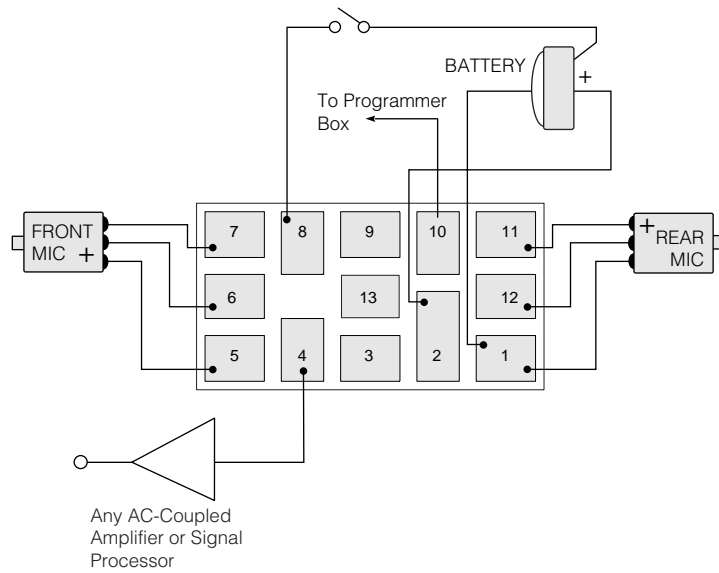 BATTERY
+
To Programmer
Box
FRONT
MIC +
7
8
9
10
11
+
REAR
MIC
6
13
12
5
4
3
2
1
Any AC-Coupled
Amplifier or Signal
Processor